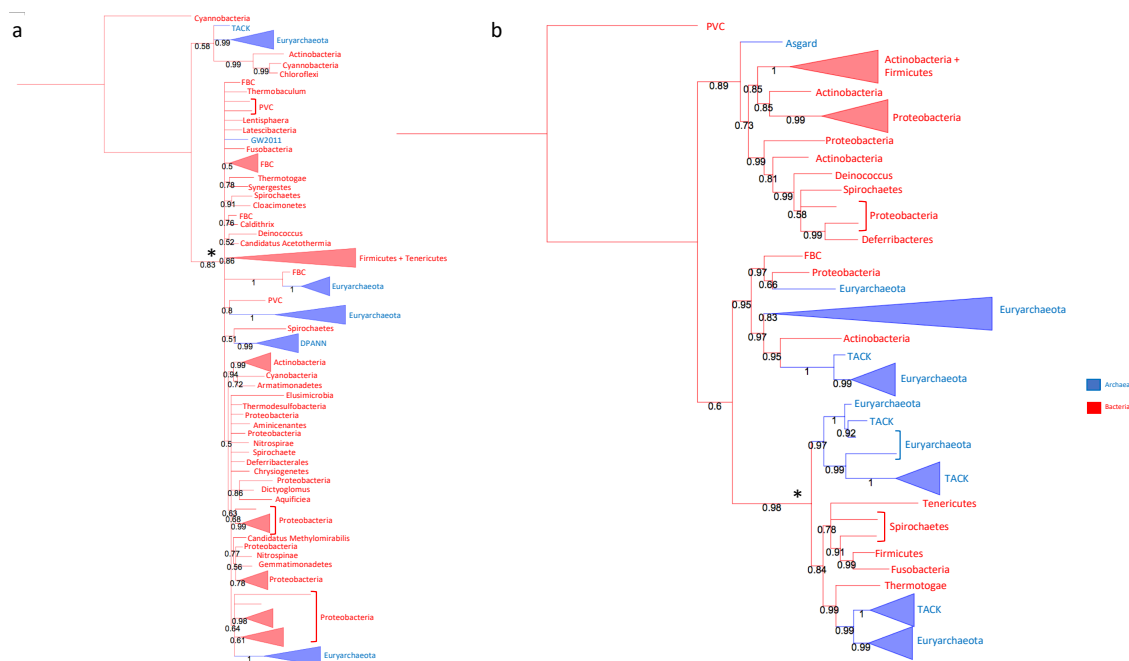 a
Cyannobacteria
TACK
0.99
Euryarchaeota
0.58
Actinobacteria
0.99
Cyannobacteria
0.99
Chloroflexi
FBC
Thermobaculum
PVC
Lentisphaera
Latescibacteria
GW2011
Fusobacteria
0.5
FBC
Thermotogae
0.78
Synergestes
Spirochaetes
0.91
Cloacimonetes
FBC
0.76
Caldithrix
Deinococcus
0.52
Candidatus Acetothermia
*
0.83
0.86
Firmicutes + Tenericutes
FBC
1
1
Euryarchaeota
PVC
0.8
1
Euryarchaeota
Spirochaetes
0.51
0.99
DPANN
0.99
Actinobacteria
0.94
Cyanobacteria
0.72
Armatimonadetes
Elusimicrobia
Thermodesulfobacteria
Proteobacteria
Aminicenantes
Proteobacteria
0.5
Nitrospirae
Spirochaete
Deferribacterales
Chrysiogenetes
Proteobacteria
0.86
Dictyoglomus
Aquificiea
0.63
0.68
0.99
Proteobacteria
Candidatus Methylomirabilis
Proteobacteria
0.77
Nitrospinae
0.56
Gemmatimonadetes
0.78
Proteobacteria
Proteobacteria
0.98
0.64
0.61
1
Euryarchaeota
b
PVC
Asgard
0.89
Actinobacteria +
Firmicutes
1
0.85
Actinobacteria
0.85
0.99
Proteobacteria
0.73
Proteobacteria
0.99
Actinobacteria
0.81
Deinococcus
0.99
Spirochaetes
0.58
Proteobacteria
0.99
Deferribacteres
FBC
0.97
Proteobacteria
0.66
Euryarchaeota
0.95
0.83
Euryarchaeota
0.97
Actinobacteria
0.95
TACK
1
0.99
Euryarchaeota
0.6
Euryarchaeota
1
TACK
0.92
0.97
Euryarchaeota
0.99
1
TACK
*
0.98
Tenericutes
0.78
Spirochaetes
0.91
Firmicutes
0.99
Fusobacteria
0.84
Thermotogae
0.99
1
TACK
0.99
0.99
Euryarchaeota
Archaea
Bacteria